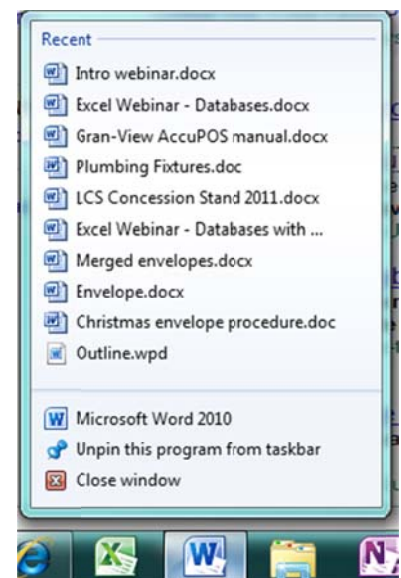 Recent
Intro webinar.docx
Excel Webinar - Databases.docx
Gran-View AccuPOS manual.docx
Plumbing Fixtures.doc
LCS Concession Stand 2011.docx
Excel Webinar - Databases with ...
Merged envelopes.docx
Envelope.docx
Christmas envelope procedure.doc
Outline.wpd
Microsoft Word 2010
Unpin this program from taskbar
Close window